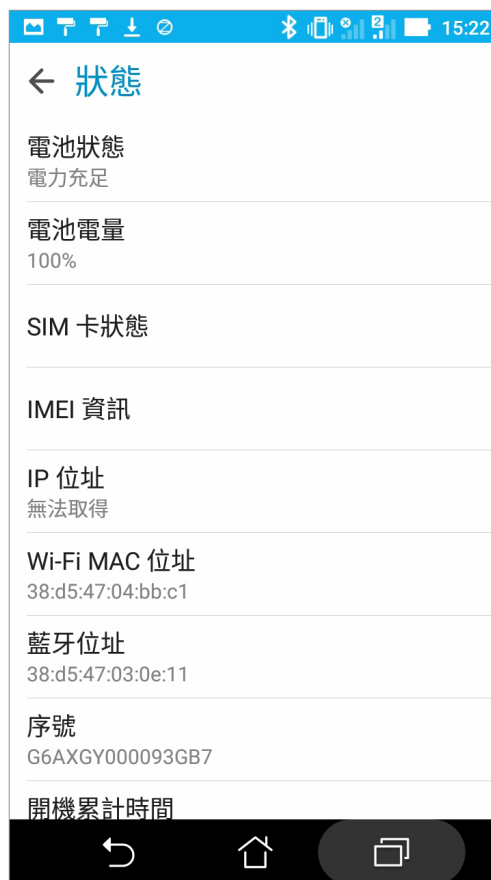 15:22
狀態
電池狀態
電力充足
電池電量
100%
SIM 卡狀態
IMEI 資訊
IP 位址
無法取得
Wi-Fi MAC 位址
38:d5:47:04:bb:c1
藍牙位址
38:d5:47:03:0e:11
序號
G6AXGY000093GB7
開機累計時間